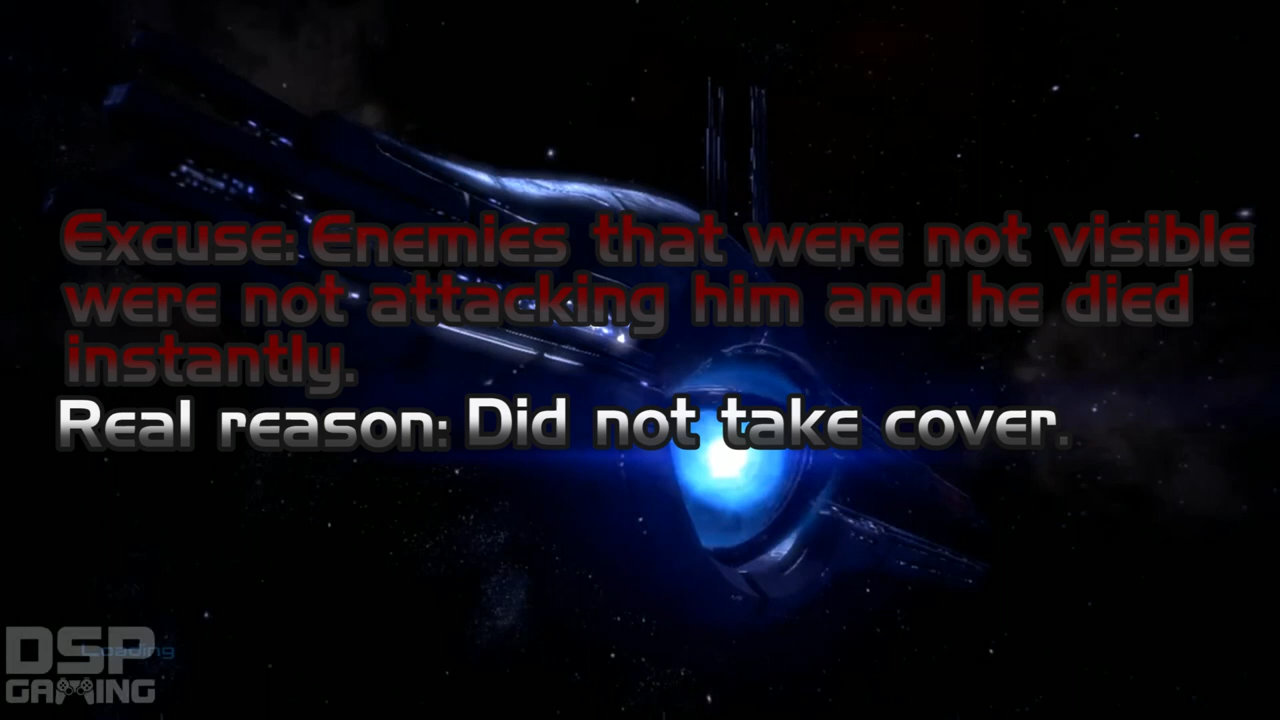 Excuse: Enemies that were not visible
were not attacking him and he died
instantly.
Real reason: Did not take cover.
Loading
DSP
GAMING